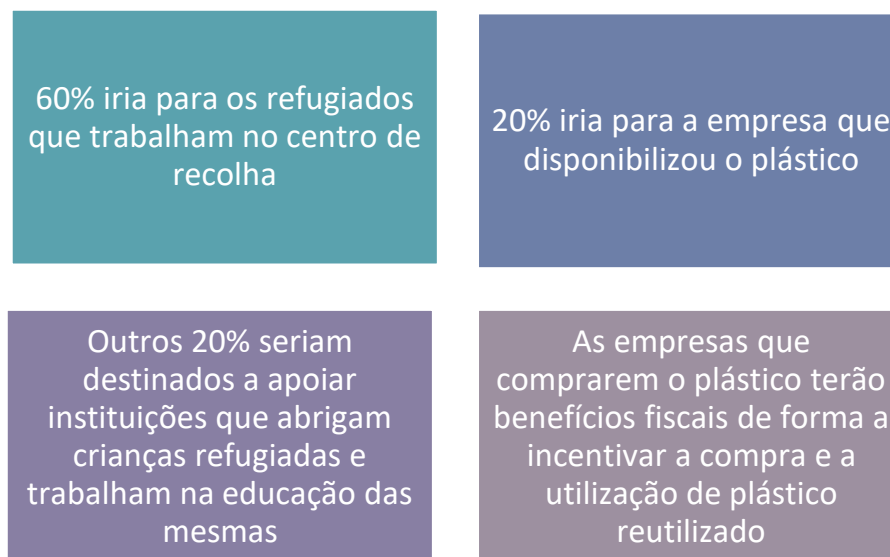 60% iria para os refugiados
que trabalham no centro de
recolha
20% iria para a empresa que
disponibilizou o plástico
Outros 20% seriam
destinados a apoiar
instituições que abrigam
crianças refugiadas e
trabalham na educação das
mesmas
As empresas que
comprarem o plástico terão
benefícios fiscais de forma a
incentivar a compra e a
utilização de plástico
reutilizado